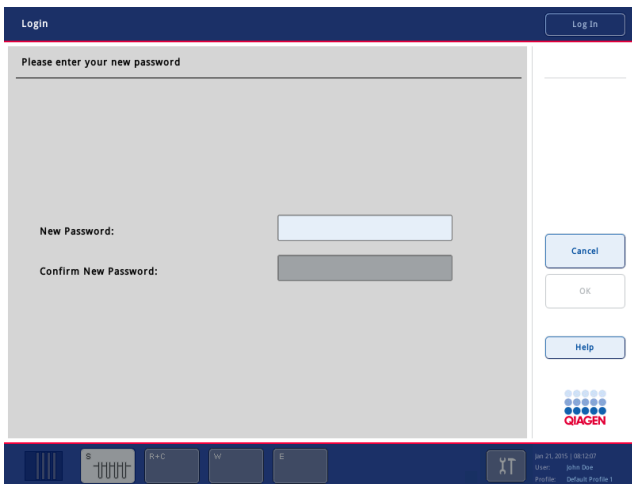 Login
Log In
Please enter your new password
New Password:
Confirm New Password:
Cancel
OK
Help
QIAGEN
S
R+C
W
E
Jan 21, 2015 | 08:12:07
User: John Doe
Profile: Default Profile 1